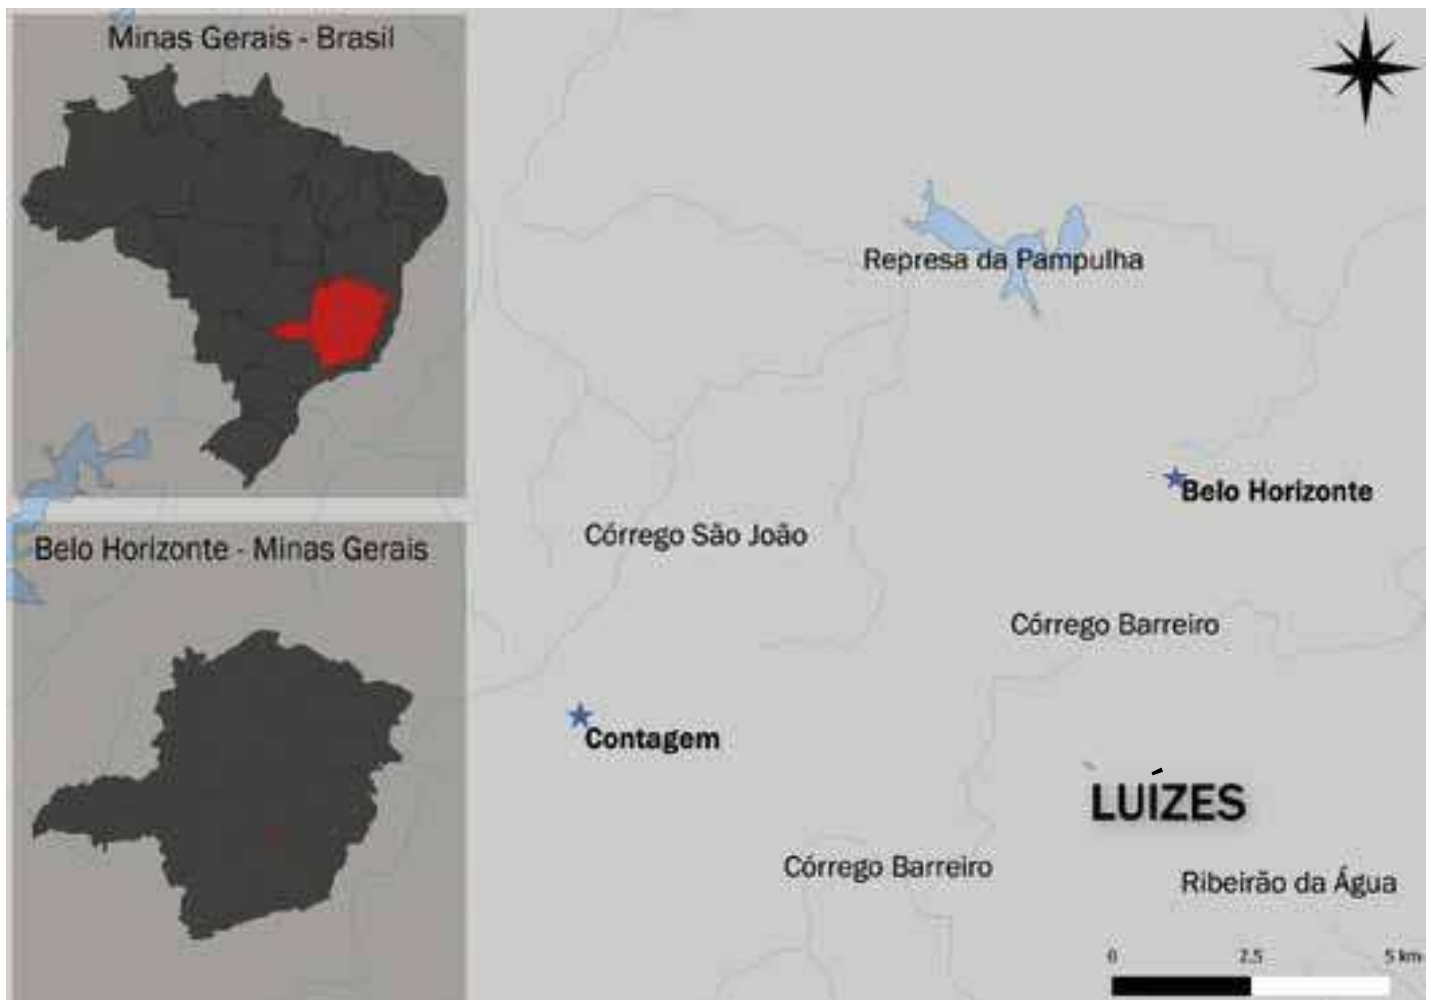 Minas Gerais - Brasil
Represa da Pampulha
Belo Horizonte
Belo Horizonte - Minas Gerais
Córrego São João
Córrego Barreiro
Contagem
LUÍZES
Córrego Barreiro
Ribeirão da Água
0 2.5 5 km